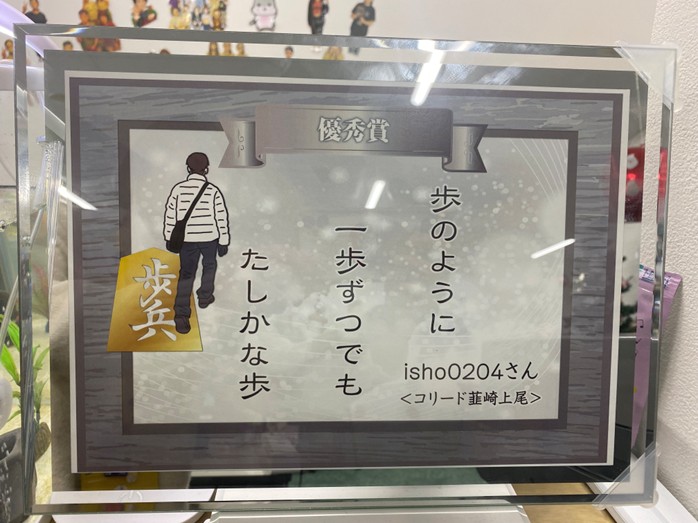 優秀賞
歩のように
一歩ずつでも
たしかな歩
isho0204さん
<コリード韮崎上尾>
歩兵